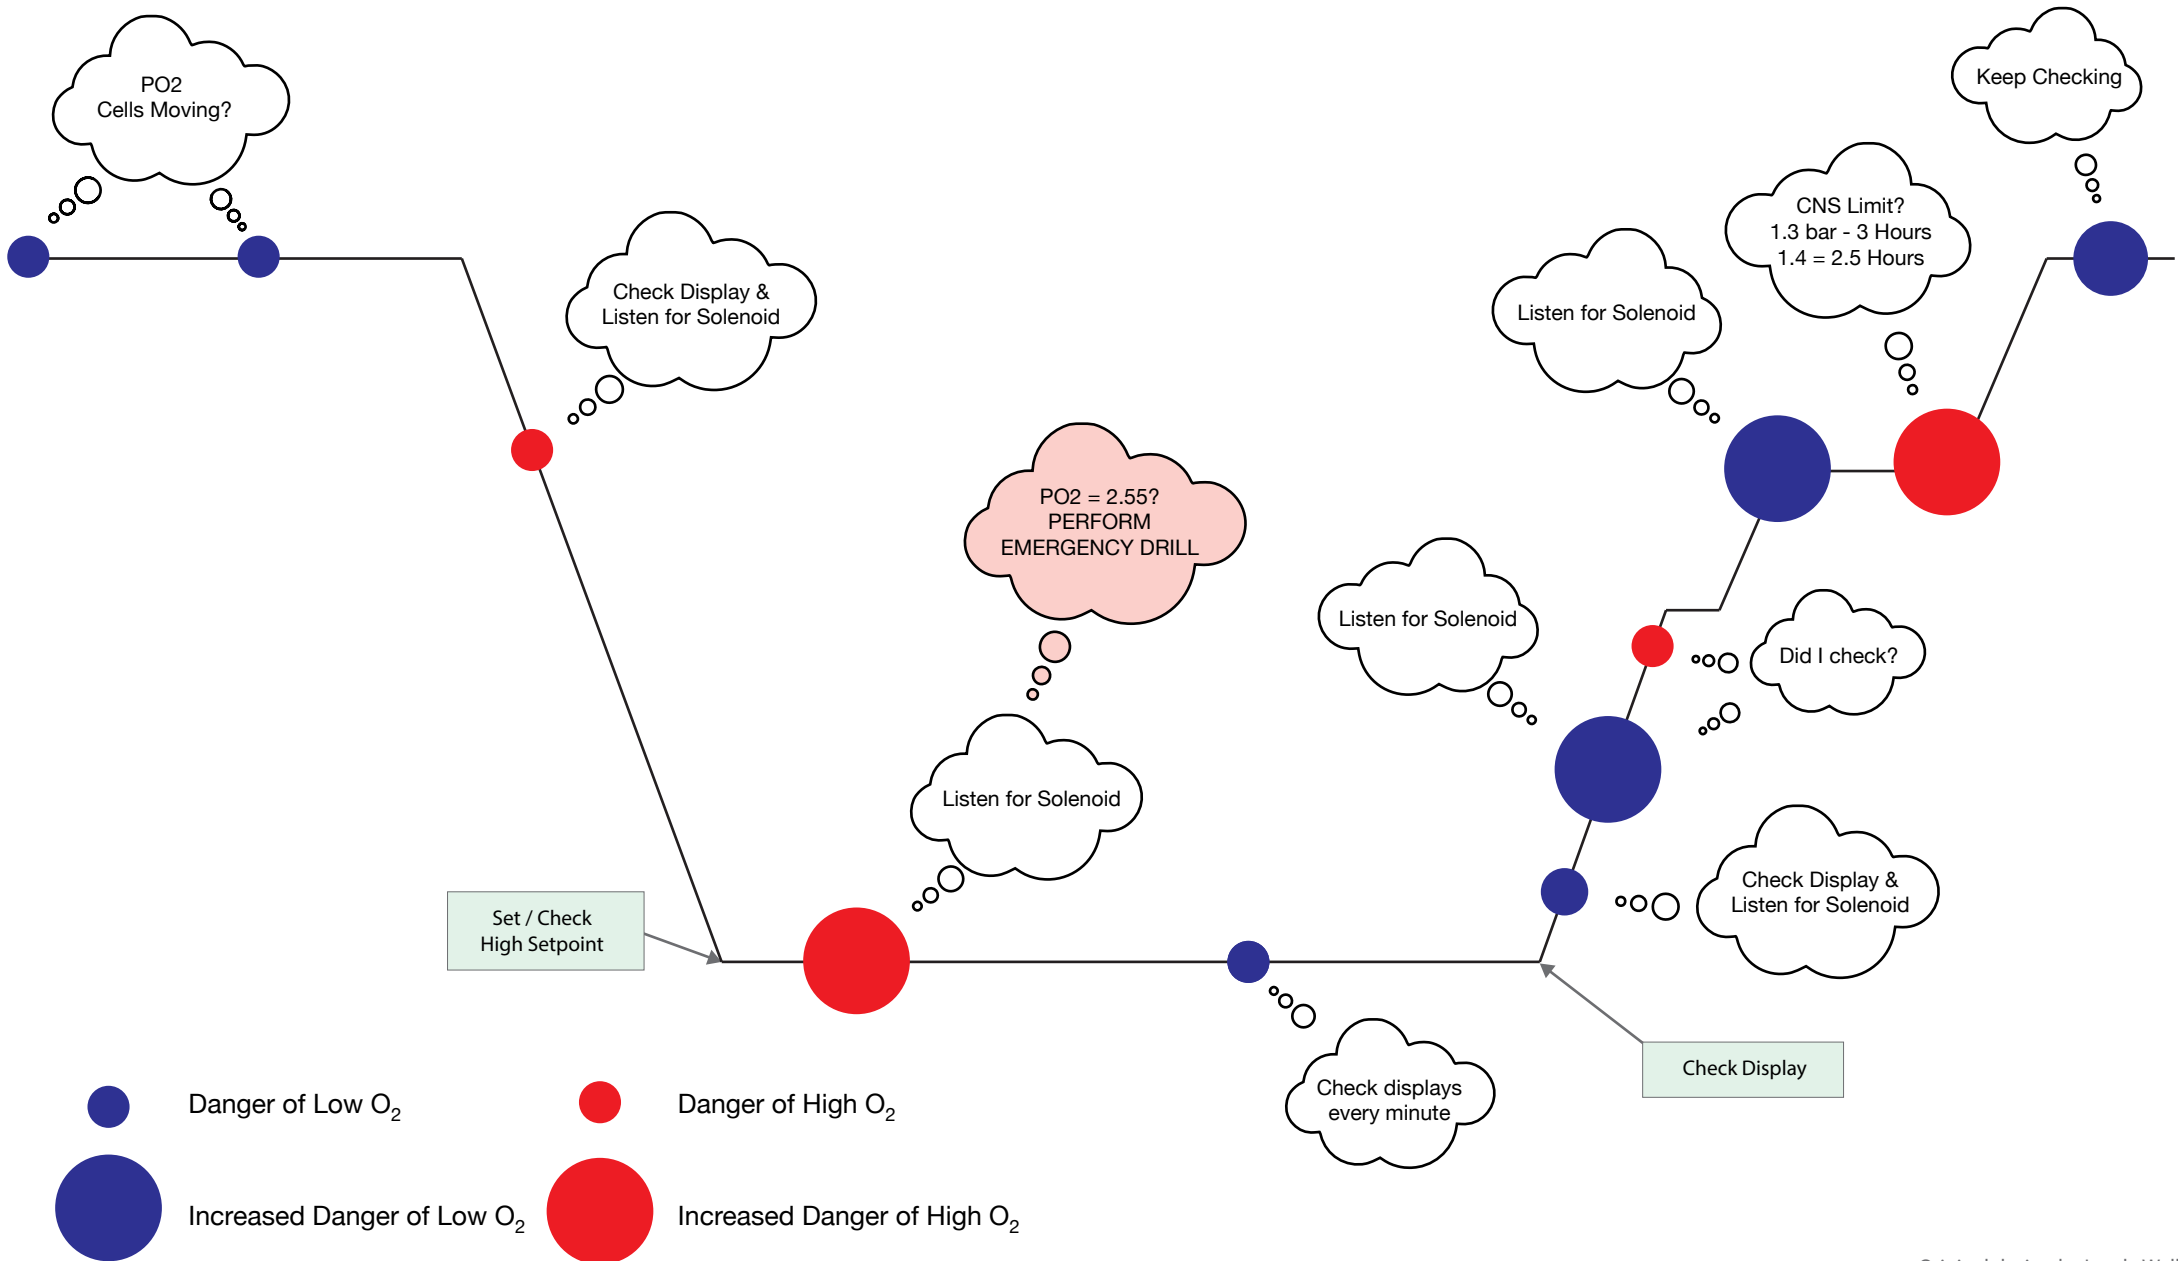 PO2
Cells Moving?
Keep Checking
CNS Limit?
1.3 bar - 3 Hours
1.4 = 2.5 Hours
Check Display &
Listen for Solenoid
Listen for Solenoid
PO2 = 2.55?
PERFORM
EMERGENCY DRILL
Listen for Solenoid
Did I check?
Listen for Solenoid
Check Display &
Listen for Solenoid
Set / Check
High Setpoint
Check Display
Check displays
every minute
Danger of Low O2
Danger of High O2
Increased Danger of Low O2
Increased Danger of High O2